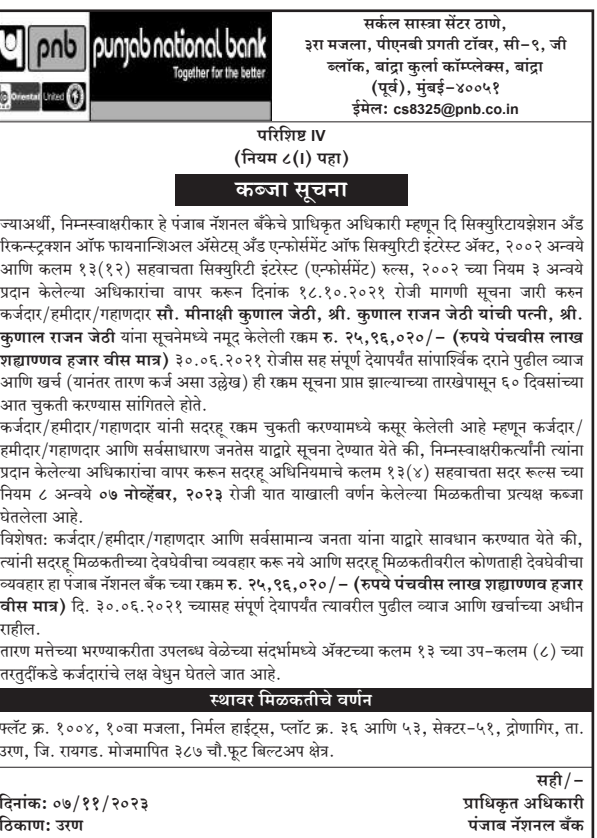 pnb
punjab national bank
Together for the better
Oriental
United
सर्कल सास्त्रा सेंटर ठाणे,
३रा मजला, पीएनबी प्रगती टॉवर, सी-९, जी
ब्लॉक, बांद्रा कुर्ला कॉम्प्लेक्स, बांद्रा
(पूर्व), मुंबई-४००५१
ईमेल: cs8325@pnb.co.in
परिशिष्ट IV
(नियम ८(I) पहा)
कब्जा सूचना
ज्याअर्थी, निम्नस्वाक्षरीकार हे पंजाब नॅशनल बँकेचे प्राधिकृत अधिकारी म्हणून दि सिक्युरिटायझेशन अँड
रिकन्स्ट्रक्शन ऑफ फायनान्शिअल ॲसेटस् अँड एन्फोर्समेंट ऑफ सिक्युरिटी इंटरेस्ट ॲक्ट, २००२ अन्वये
आणि कलम १३(१२) सहवाचता सिक्युरिटी इंटरेस्ट (एन्फोर्समेंट) रुल्स, २००२ च्या नियम ३ अन्वये
प्रदान केलेल्या अधिकारांचा वापर करून दिनांक १८.१०.२०२१ रोजी मागणी सूचना जारी करुन
कर्जदार/हमीदार/गहाणदार सौ. मीनाक्षी कुणाल जेठी, श्री. कुणाल राजन जेठी यांची पत्नी, श्री.
कुणाल राजन जेठी यांना सूचनेमध्ये नमूद केलेली रक्कम रु. २५,९६,०२०/- (रुपये पंचवीस लाख
शह्याण्णव हजार वीस मात्र) ३०.०६.२०२१ रोजीस सह संपूर्ण देयापर्यंत सांपार्श्विक दराने पुढील व्याज
आणि खर्च (यानंतर तारण कर्ज असा उल्लेख) ही रक्कम सूचना प्राप्त झाल्याच्या तारखेपासून ६० दिवसांच्या
आत चुकती करण्यास सांगितले होते.
कर्जदार/हमीदार/गहाणदार यांनी सदरहू रक्कम चुकती करण्यामध्ये कसूर केलेली आहे म्हणून कर्जदार/
हमीदार/गहाणदार आणि सर्वसाधारण जनतेस याद्वारे सूचना देण्यात येते की, निम्नस्वाक्षरीकर्त्यांनी त्यांना
प्रदान केलेल्या अधिकारांचा वापर करून सदरहू अधिनियमाचे कलम १३(४) सहवाचता सदर रूल्स च्या
नियम ८ अन्वये ०७ नोव्हेंबर, २०२३ रोजी यात याखाली वर्णन केलेल्या मिळकतीचा प्रत्यक्ष कब्जा
घेतलेला आहे.
विशेषत: कर्जदार/हमीदार/गहाणदार आणि सर्वसामान्य जनता यांना याद्वारे सावधान करण्यात येते की,
त्यांनी सदरहू मिळकतीच्या देवघेवीचा व्यवहार करू नये आणि सदरहू मिळकतीवरील कोणताही देवघेवीचा
व्यवहार हा पंजाब नॅशनल बँक च्या रक्कम रु. २५,९६,०२०/- (रुपये पंचवीस लाख शह्याण्णव हजार
वीस मात्र) दि. ३०.०६.२०२१ च्यासह संपूर्ण देयापर्यंत त्यावरील पुढील व्याज आणि खर्चाच्या अधीन
राहील.
तारण मत्तेच्या भरण्याकरीता उपलब्ध वेळेच्या संदर्भामध्ये ॲक्टच्या कलम १३ च्या उप-कलम (८) च्या
तरतुदींकडे कर्जदारांचे लक्ष वेधुन घेतले जात आहे.
स्थावर मिळकतीचे वर्णन
फ्लॅट क्र. १००४, १०वा मजला, निर्मल हाईट्स, प्लॉट क्र. ३६ आणि ५३, सेक्टर-५१, द्रोणागिर, ता.
उरण, जि. रायगड. मोजमापित ३८७ चौ.फूट बिल्टअप क्षेत्र.
सही/-
दिनांक: ०७/११/२०२३
प्राधिकृत अधिकारी
ठिकाण: उरण
पंजाब नॅशनल बँक